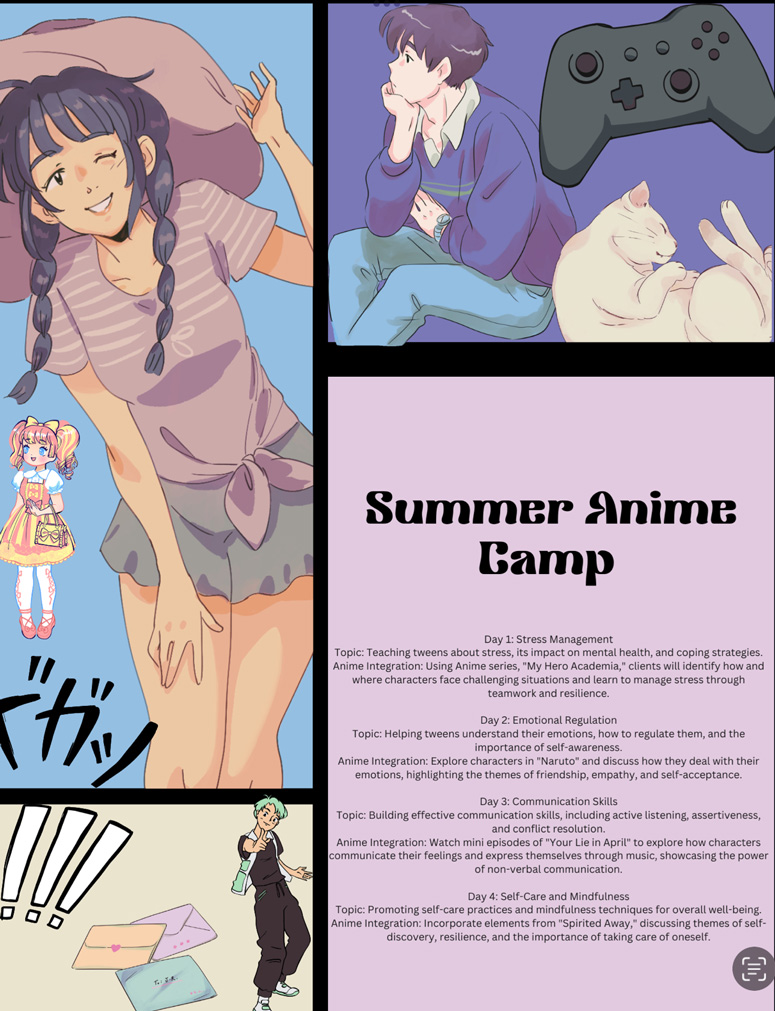 Summer Anime
Camp
Day 1: Stress Management
Topic: Teaching tweens about stress, its impact on mental health, and coping strategies.
Anime Integration: Using Anime series, "My Hero Academia," clients will identify how and
where characters face challenging situations and learn to manage stress through
teamwork and resilience.
Day 2: Emotional Regulation
Topic: Helping tweens understand their emotions, how to regulate them, and the
importance of self-awareness.
Anime Integration: Explore characters in "Naruto" and discuss how they deal with their
emotions, highlighting the themes of friendship, empathy, and self-acceptance.
Day 3: Communication Skills
Topic: Building effective communication skills, including active listening, assertiveness,
and conflict resolution.
Anime Integration: Watch mini episodes of "Your Lie in April" to explore how characters
communicate their feelings and express themselves through music, showcasing the power
of non-verbal communication.
Day 4: Self-Care and Mindfulness
Topic: Promoting self-care practices and mindfulness techniques for overall well-being.
Anime Integration: Incorporate elements from "Spirited Away," discussing themes of self-
discovery, resilience, and the importance of taking care of oneself.
ガッ
!!!